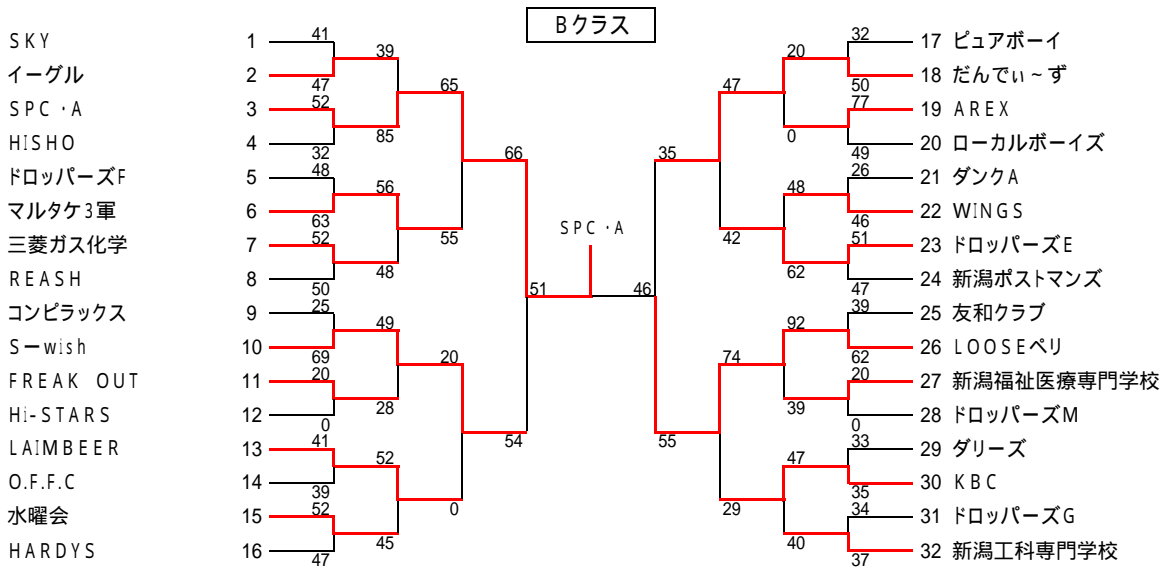 Bクラス
SKY 1 41
39
32 17 ピュアボーイ
20
イーグル 2 47
65
50 18 だんでぃ~ず
47
SPC・A 3 52
85
77 19 AREX
0
HISHO 4 32
66
49 20 ローカルボーイズ
35
ドロッパーズF 5 48
56
26 21 ダンクA
48
マルタケ3軍 6 63
55
46 22 WINGS
42
三菱ガス化学 7 52
48
51 23 ドロッパーズE
62
REASH 8 50
47 24 新潟ポストマンズ
SPC・A
51
46
コンピラックス 9 25
49
39 25 友和クラブ
92
S-wish 10 69
20
62 26 LOOSEペリ
74
FREAK OUT 11 20
28
20 27 新潟福祉医療専門学校
39
Hi-STARS 12 0
54
0 28 ドロッパーズM
55
LAIMBEER 13 41
52
33 29 ダリーズ
47
O.F.F.C 14 39
0
35 30 KBC
29
水曜会 15 52
45
34 31 ドロッパーズG
40
HARDYS 16 47
37 32 新潟工科専門学校